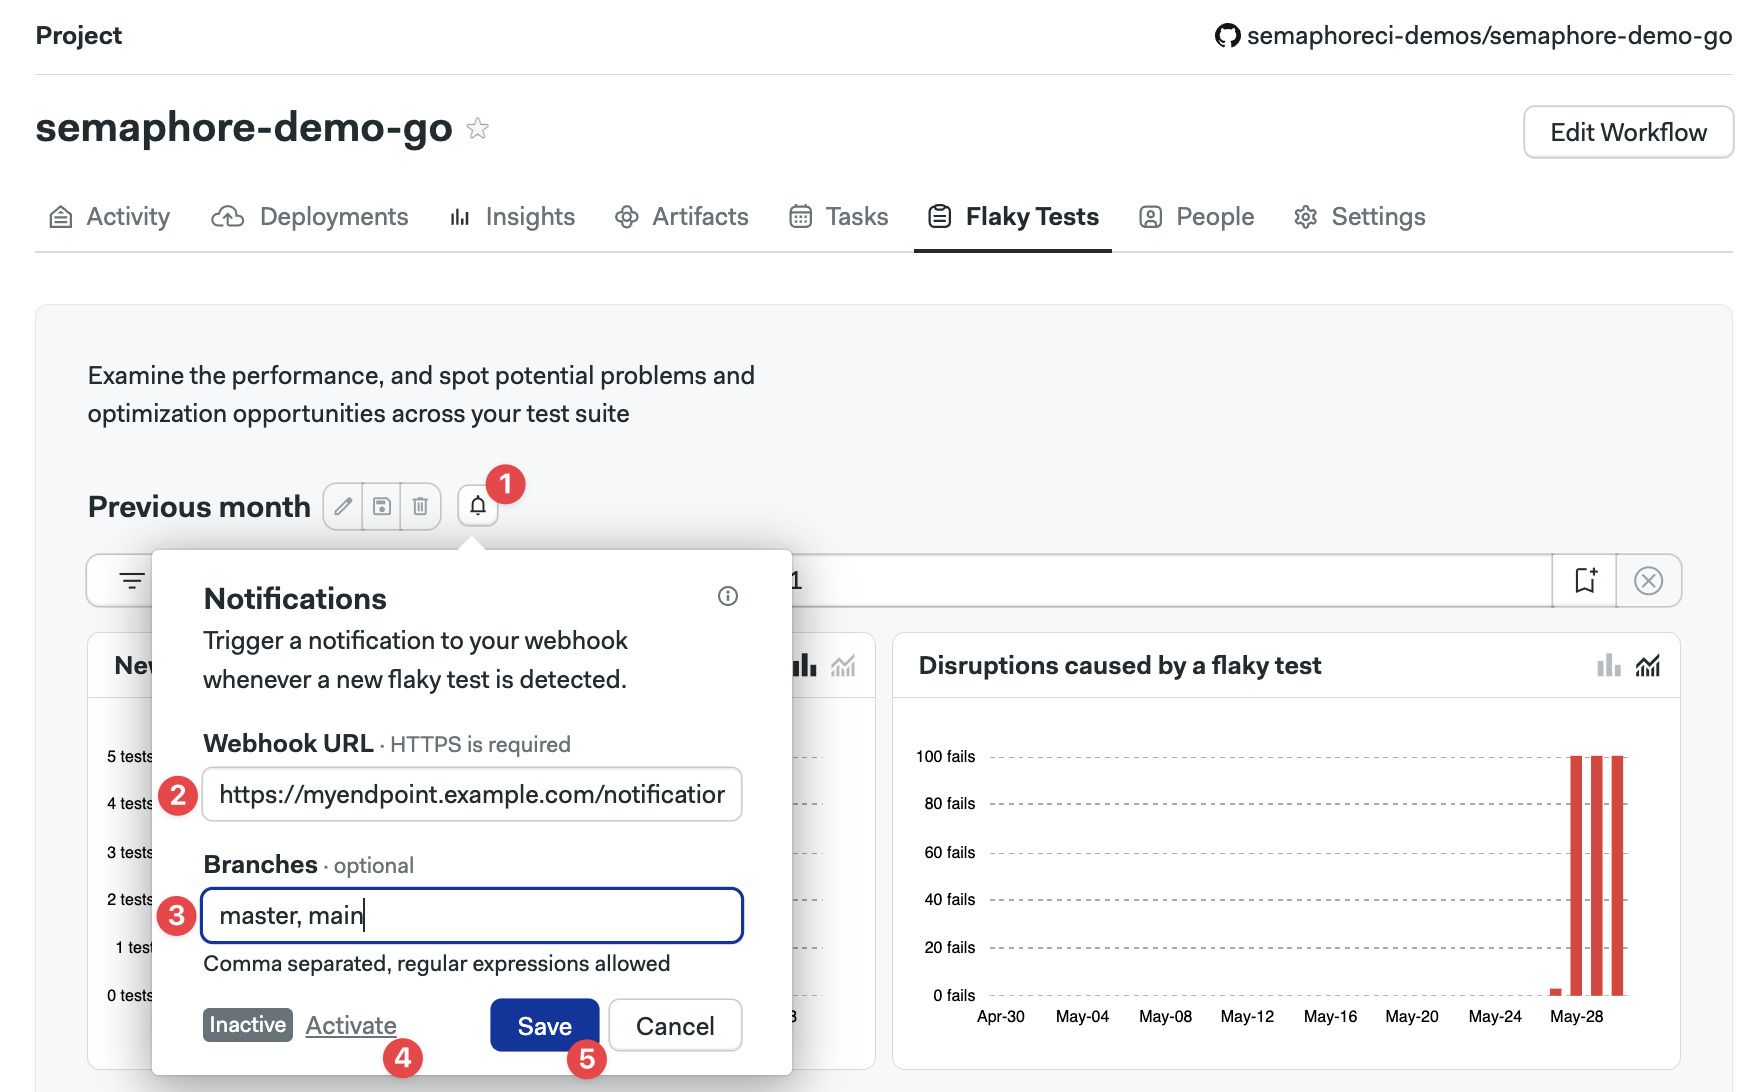 Project
semaphoreci-demos/semaphore-demo-go
semaphore-demo-go
Edit Workflow
Activity
Deployments
Insights
Artifacts
Tasks
Flaky Tests
People
Settings
Examine the performance, and spot potential problems and
optimization opportunities across your test suite
Previous month
1
Notifications
Trigger a notification to your webhook
whenever a new flaky test is detected.
Webhook URL · HTTPS is required
2
https://myendpoint.example.com/notification
Branches · optional
3
master, main
Comma separated, regular expressions allowed
Inactive
Activate
4
Save
5
Cancel
1
New
5 tests
4 tests
3 tests
2 tests
1 test
0 tests
Disruptions caused by a flaky test
100 fails
80 fails
60 fails
40 fails
20 fails
0 fails
Apr-30
May-04
May-08
May-12
May-16
May-20
May-24
May-28